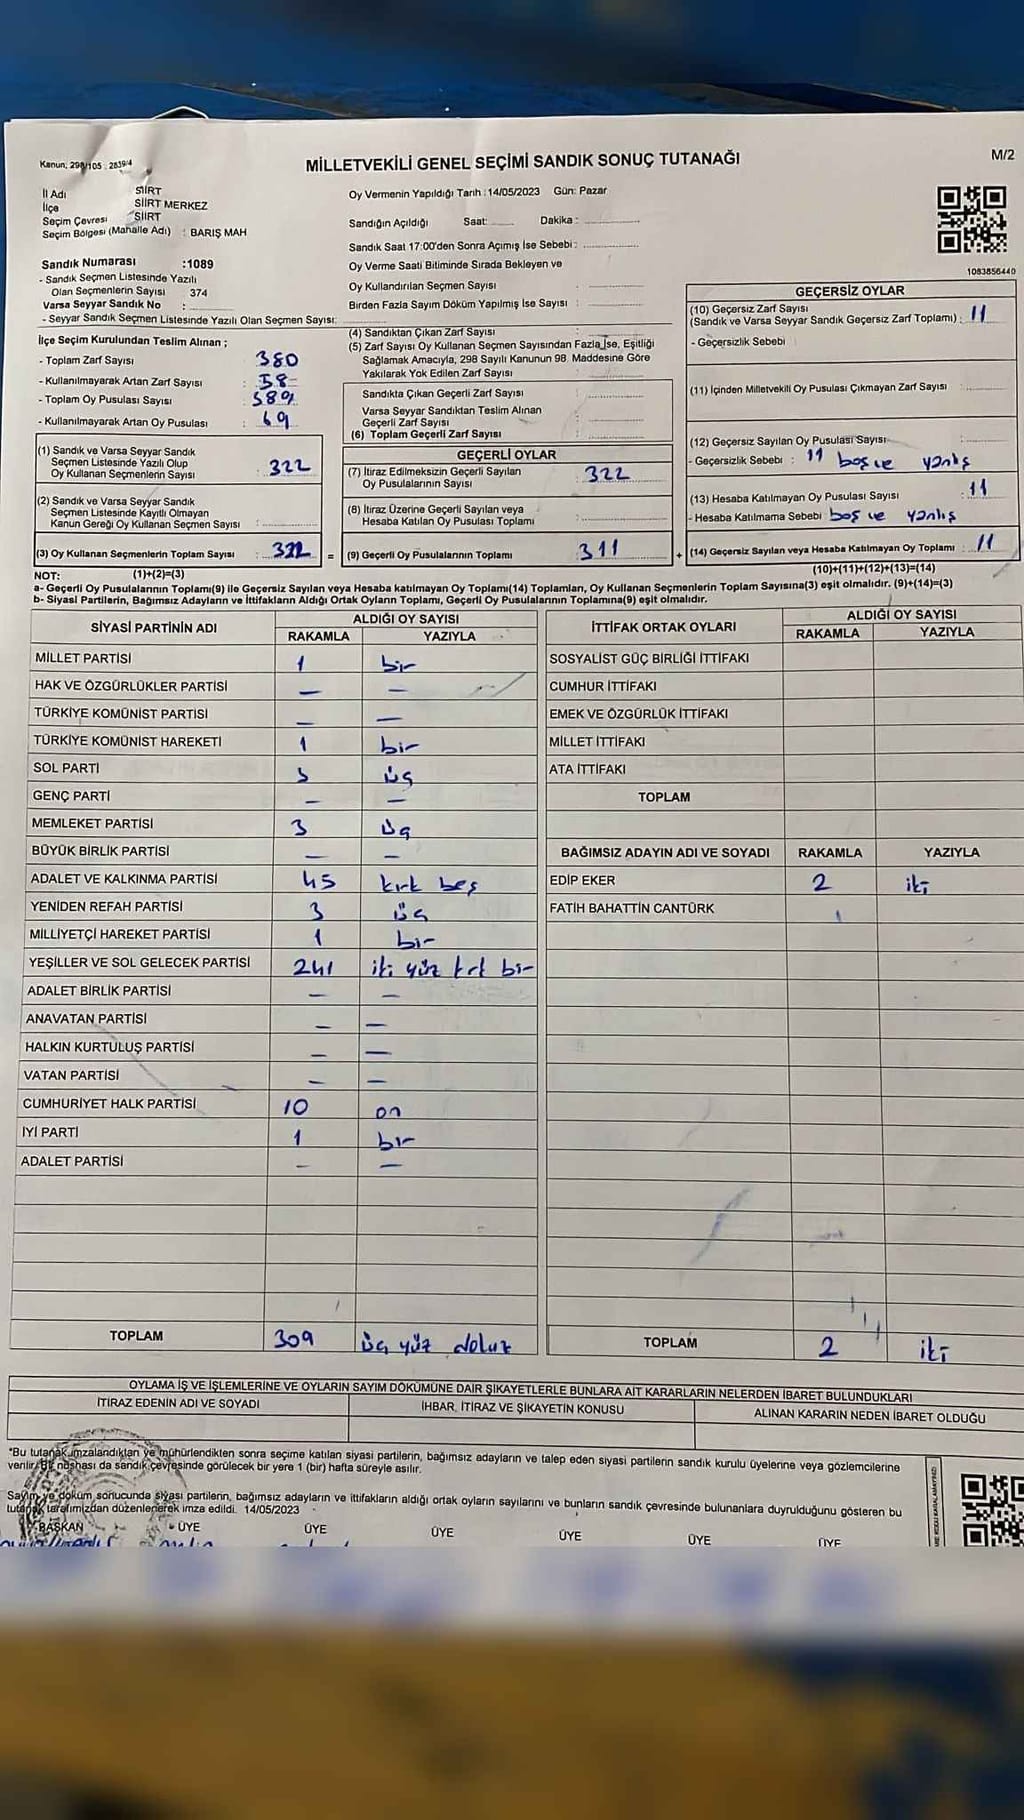 Kanun: 298/105 2839/4
MİLLETVEKİLİ GENEL SEÇİMİ SANDIK SONUÇ TUTANAĞI
M/2
İl Adı SİİRT
İlçe SİİRT MERKEZ
Seçim Çevresi SİİRT
Seçim Bölgesi (Mahalle Adı) : BARIŞ MAH
Sandık Numarası :1089
- Sandık Seçmen Listesinde Yazılı
Olan Seçmenlerin Sayısı 374
Varsa Seyyar Sandık No :
- Seyyar Sandık Seçmen Listesinde Yazılı Olan Seçmen Sayısı:
İlçe Seçim Kurulundan Teslim Alınan ;
- Toplam Zarf Sayısı : 380
- Kullanılmayarak Artan Zarf Sayısı : 58
- Toplam Oy Pusulası Sayısı :
- Kullanılmayarak Artan Oy Pusulası : 69
(1) Sandık ve Varsa Seyyar Sandık
Seçmen Listesinde Yazılı Olup
Oy Kullanan Seçmenlerin Sayısı : 322
(2) Sandık ve Varsa Seyyar Sandık
Seçmen Listesinde Kayıtlı Olmayan
Kanun Gereği Oy Kullanan Seçmen Sayısı :
(3) Oy Kullanan Seçmenlerin Toplam Sayısı : 322 =
Oy Vermenin Yapıldığı Tarih : 14/05/2023 Gün: Pazar
Sandığın Açıldığı Saat: Dakika :
Sandık Saat 17:00'den Sonra Açımış İse Sebebi :
Oy Verme Saati Bitiminde Sırada Bekleyen ve
Oy Kullandırılan Seçmen Sayısı :
Birden Fazla Sayım Döküm Yapılmış İse Sayısı :
(4) Sandıktan Çıkan Zarf Sayısı :
(5) Zarf Sayısı Oy Kullanan Seçmen Sayısından Fazla İse, Eşitliği
Sağlamak Amacıyla, 298 Sayılı Kanunun 98. Maddesine Göre
Yakılarak Yok Edilen Zarf Sayısı :
Sandıkta Çıkan Geçerli Zarf Sayısı :
Varsa Seyyar Sandıktan Teslim Alınan
Geçerli Zarf Sayısı :
(6) Toplam Geçerli Zarf Sayısı :
GEÇERLİ OYLAR
(7) İtiraz Edilmeksizin Geçerli Sayılan
Oy Pusulalarının Sayısı : 322
(8) İtiraz Üzerine Geçerli Sayılan veya
Hesaba Katılan Oy Pusulası Toplamı :
(9) Geçerli Oy Pusulalarının Toplamı : 311 +
1083856440
GEÇERSİZ OYLAR
(10) Geçersiz Zarf Sayısı
(Sandık ve Varsa Seyyar Sandık Geçersiz Zarf Toplamı) : 11
- Geçersizlik Sebebi
(11) İçinden Milletvekili Oy Pusulası Çıkmayan Zarf Sayısı :
(12) Geçersiz Sayılan Oy Pusulası Sayısı
- Geçersizlik Sebebi : 11 boş ve yanlış
(13) Hesaba Katılmayan Oy Pusulası Sayısı : 11
- Hesaba Katılmama Sebebi boş ve yanlış
(14) Geçersiz Sayılan veya Hesaba Katılmayan Oy Toplamı : 11
NOT: (1)+(2)=(3) (10)+(11)+(12)+(13)=(14)
a- Geçerli Oy Pusulalarının Toplamı(9) ile Geçersiz Sayılan veya Hesaba katılmayan Oy Toplamı(14) Toplamları, Oy Kullanan Seçmenlerin Toplam Sayısına(3) eşit olmalıdır. (9)+(14)=(3)
b- Siyasi Partilerin, Bağımsız Adayların ve İttifakların Aldığı Ortak Oyların Toplamı, Geçerli Oy Pusulalarının Toplamına(9) eşit olmalıdır.
SİYASİ PARTİNİN ADI ALDIĞI OY SAYISI
RAKAMLA YAZIYLA
MİLLET PARTİSİ 1 bir
HAK VE ÖZGÜRLÜKLER PARTİSİ — —
TÜRKİYE KOMÜNİST PARTİSİ — —
TÜRKİYE KOMÜNİST HAREKETİ 1 bir
SOL PARTİ 3 üç
GENÇ PARTİ — —
MEMLEKET PARTİSİ 3 üç
BÜYÜK BİRLİK PARTİSİ — —
ADALET VE KALKINMA PARTİSİ 45 kırk beş
YENİDEN REFAH PARTİSİ 3 üç
MİLLİYETÇİ HAREKET PARTİSİ 1 bir
YEŞİLLER VE SOL GELECEK PARTİSİ 241 iki yüz kırk bir
ADALET BİRLİK PARTİSİ — —
ANAVATAN PARTİSİ — —
HALKIN KURTULUŞ PARTİSİ — —
VATAN PARTİSİ — —
CUMHURİYET HALK PARTİSİ 10 on
İYİ PARTİ 1 bir
ADALET PARTİSİ — —
TOPLAM 309 üç yüz dokuz
İTTİFAK ORTAK OYLARI ALDIĞI OY SAYISI
RAKAMLA YAZIYLA
SOSYALİST GÜÇ BİRLİĞİ İTTİFAKI
CUMHUR İTTİFAKI
EMEK VE ÖZGÜRLÜK İTTİFAKI
MİLLET İTTİFAKI
ATA İTTİFAKI
TOPLAM
BAĞIMSIZ ADAYIN ADI VE SOYADI RAKAMLA YAZIYLA
EDİP EKER 2 iki
FATİH BAHATTİN CANTÜRK
TOPLAM 2 iki
OYLAMA İŞ VE İŞLEMLERİNE VE OYLARIN SAYIM DÖKÜMÜNE DAİR ŞİKAYETLERLE BUNLARA AİT KARARLARIN NELERDEN İBARET BULUNDUKLARI
İTİRAZ EDENİN ADI VE SOYADI İHBAR, İTİRAZ VE ŞİKAYETİN KONUSU ALINAN KARARIN NEDEN İBARET OLDUĞU
*Bu tutanak imzalandıktan ve mühürlendikten sonra seçime katılan siyasi partilerin, bağımsız adayların ve talep eden siyasi partilerin sandık kurulu üyelerine veya gözlemcilerine
verilir. Bir nüshası da sandık çevresinde görülecek bir yere 1 (bir) hafta süreyle asılır.
Sayım ve döküm sonucunda siyasi partilerin, bağımsız adayların ve ittifakların aldığı ortak oyların sayılarını ve bunların sandık çevresinde bulunanlara duyrulduğunu gösteren bu
tutanak tarafımızdan düzenlenerek imza edildi. 14/05/2023
BAŞKAN ÜYE ÜYE ÜYE ÜYE ÜYE ÜYE